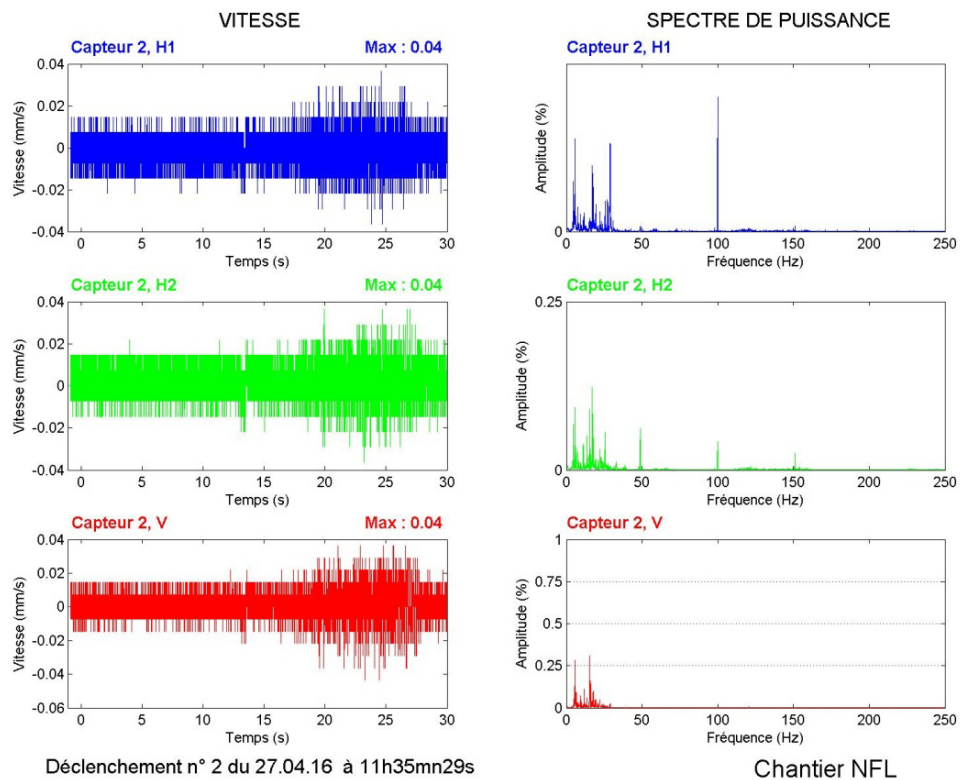 VITESSE
SPECTRE DE PUISSANCE
Capteur 2, H1 Max : 0.04
Vitesse (mm/s)
0.04
0.02
0
-0.02
-0.04
0 5 10 15 20 25 30
Temps (s)
Capteur 2, H1
Amplitude (%)
0
0 50 100 150 200 250
Fréquence (Hz)
Capteur 2, H2 Max : 0.04
Vitesse (mm/s)
0.04
0.02
0
-0.02
-0.04
0 5 10 15 20 25 30
Temps (s)
Capteur 2, H2
Amplitude (%)
0.25
0
0 50 100 150 200 250
Fréquence (Hz)
Capteur 2, V Max : 0.04
Vitesse (mm/s)
0.04
0.02
0
-0.02
-0.04
-0.06
0 5 10 15 20 25 30
Temps (s)
Capteur 2, V
Amplitude (%)
1
0.75
0.5
0.25
0
0 50 100 150 200 250
Fréquence (Hz)
Déclenchement n° 2 du 27.04.16 à 11h35mn29s
Chantier NFL